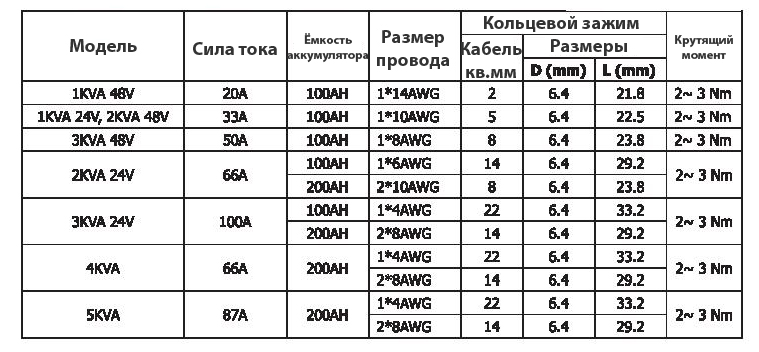 Модель Сила тока Ёмкость аккумулятора Размер провода Кольцевой зажим Крутящий момент
Кабель кв.мм Размеры
D (mm) L (mm)
1KVA 48V 20A 100AH 1*14AWG 2 6.4 21.8 2~ 3 Nm
1KVA 24V, 2KVA 48V 33A 100AH 1*10AWG 5 6.4 22.5 2~ 3 Nm
3KVA 48V 50A 100AH 1*8AWG 8 6.4 23.8 2~ 3 Nm
2KVA 24V 66A 100AH 1*6AWG 14 6.4 29.2 2~ 3 Nm
200AH 2*10AWG 8 6.4 23.8
3KVA 24V 100A 100AH 1*4AWG 22 6.4 33.2 2~ 3 Nm
200AH 2*8AWG 14 6.4 29.2
4KVA 66A 200AH 1*4AWG 22 6.4 33.2 2~ 3 Nm
2*8AWG 14 6.4 29.2
5KVA 87A 200AH 1*4AWG 22 6.4 33.2 2~ 3 Nm
2*8AWG 14 6.4 29.2